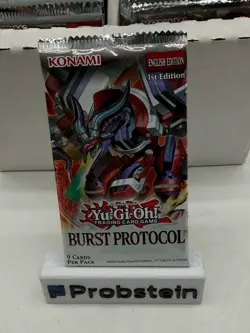 KONAMI
ENGLISH EDITION
1st Edition
Yu-Gi-Oh!
TRADING CARD GAME
BURST PROTOCOL
9 CARDS
PER PACK
Probstein